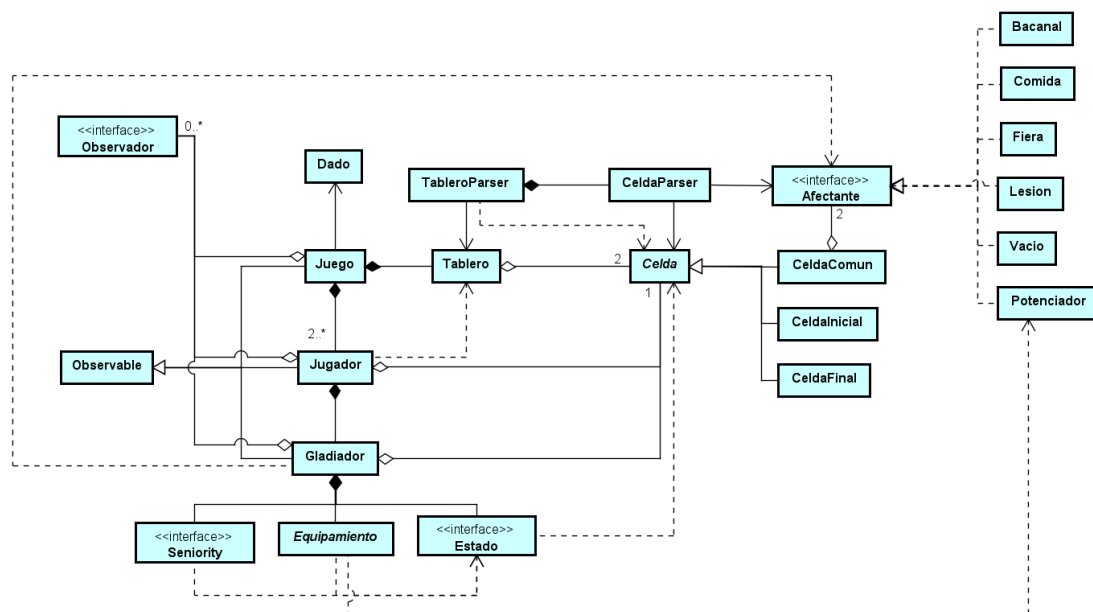 Bacanal
Comida
<<interface>>
Observador
0..*
Fiera
Dado
TableroParser
CeldaParser
<<interface>>
Afectante
2
Lesion
Juego
Tablero
2
Celda
1
CeldaComun
Vacio
Potenciador
CeldaInicial
2..*
Observable
Jugador
CeldaFinal
Gladiador
<<interface>>
Seniority
Equipamiento
<<interface>>
Estado